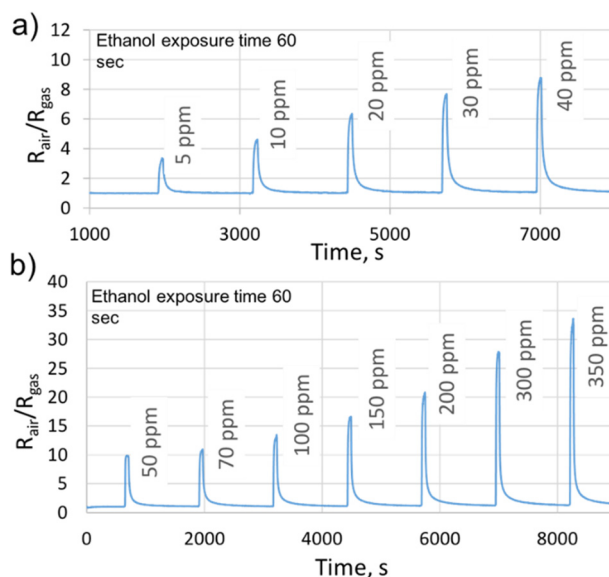 a)
Ethanol exposure time 60
sec
12
10
8
6
4
2
0
R_air/R_gas
5 ppm
10 ppm
20 ppm
30 ppm
40 ppm
1000
3000
5000
7000
Time, s
b)
Ethanol exposure time 60
sec
40
35
30
25
20
15
10
5
0
R_air/R_gas
50 ppm
70 ppm
100 ppm
150 ppm
200 ppm
300 ppm
350 ppm
0
2000
4000
6000
8000
Time, s